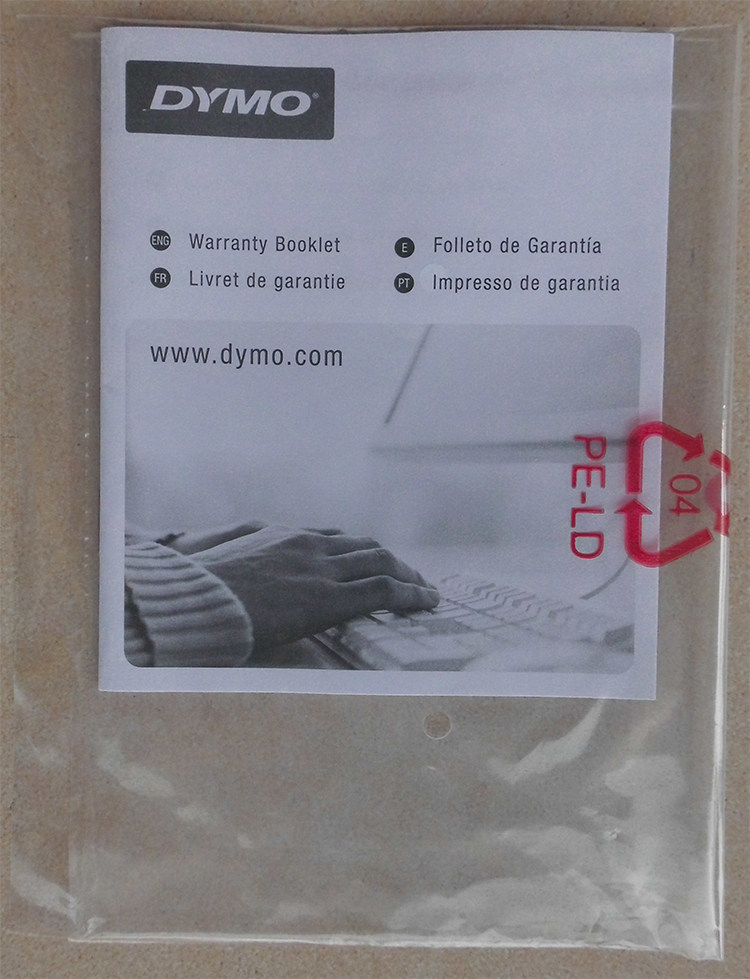 DYMO®
ENG Warranty Booklet
FR Livret de garantie
E Folleto de Garantía
PT Impresso de garantia
www.dymo.com
04
PE-LD